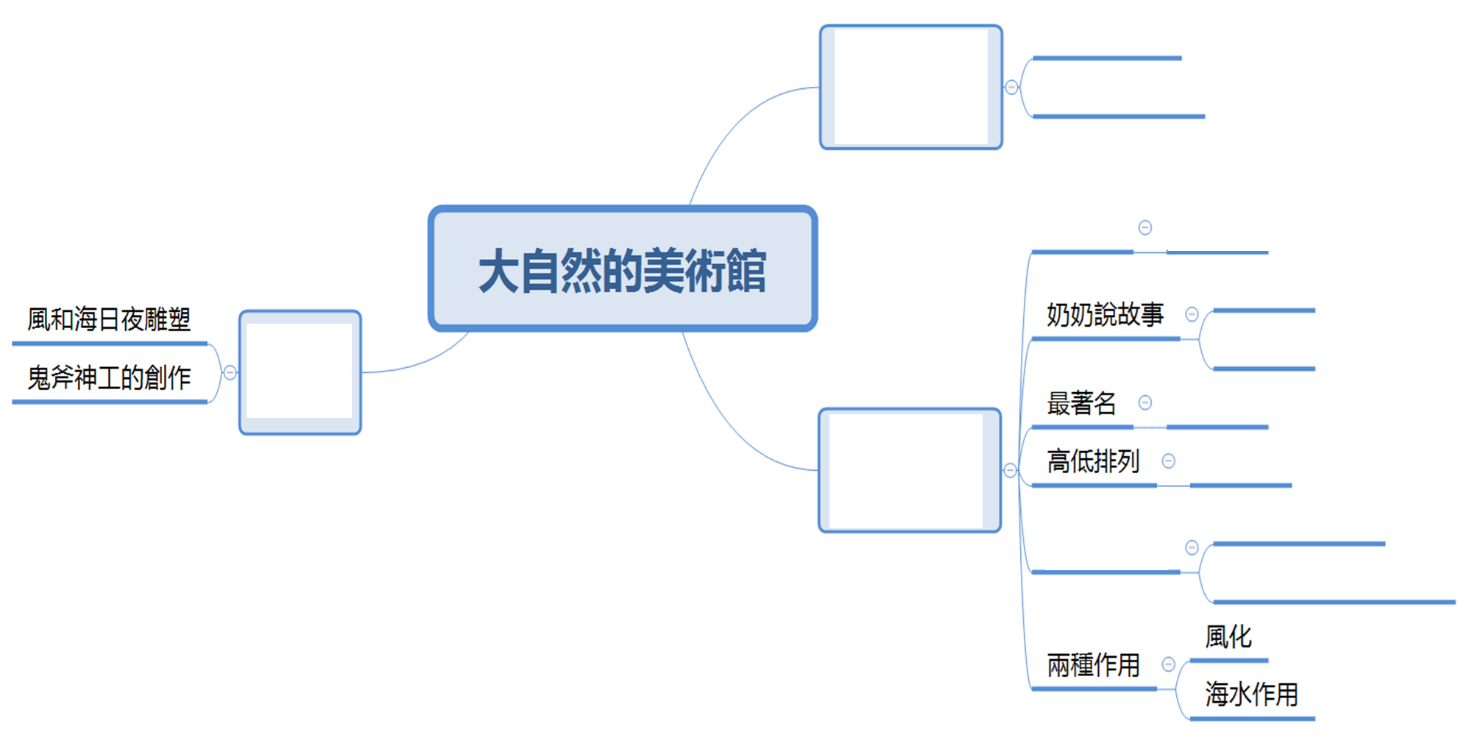 大自然的美術館
風和海日夜雕塑
鬼斧神工的創作
奶奶說故事
最著名
高低排列
兩種作用
風化
海水作用